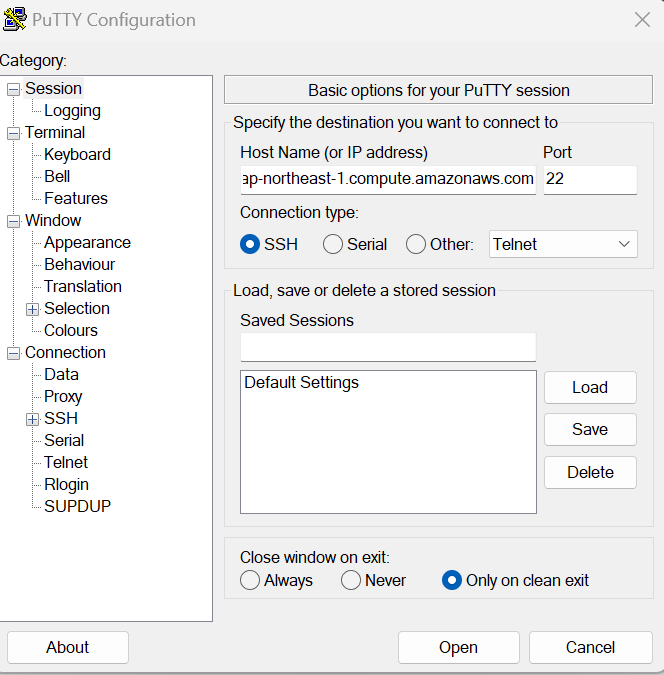 PuTTY Configuration
Category:
Session
Logging
Terminal
Keyboard
Bell
Features
Window
Appearance
Behaviour
Translation
Selection
Colours
Connection
Data
Proxy
SSH
Serial
Telnet
Rlogin
SUPDUP
Basic options for your PuTTY session
Specify the destination you want to connect to
Host Name (or IP address) Port
ap-northeast-1.compute.amazonaws.com 22
Connection type:
SSH Serial Other: Telnet
Load, save or delete a stored session
Saved Sessions
Default Settings
Load
Save
Delete
Close window on exit:
Always Never Only on clean exit
About Open Cancel